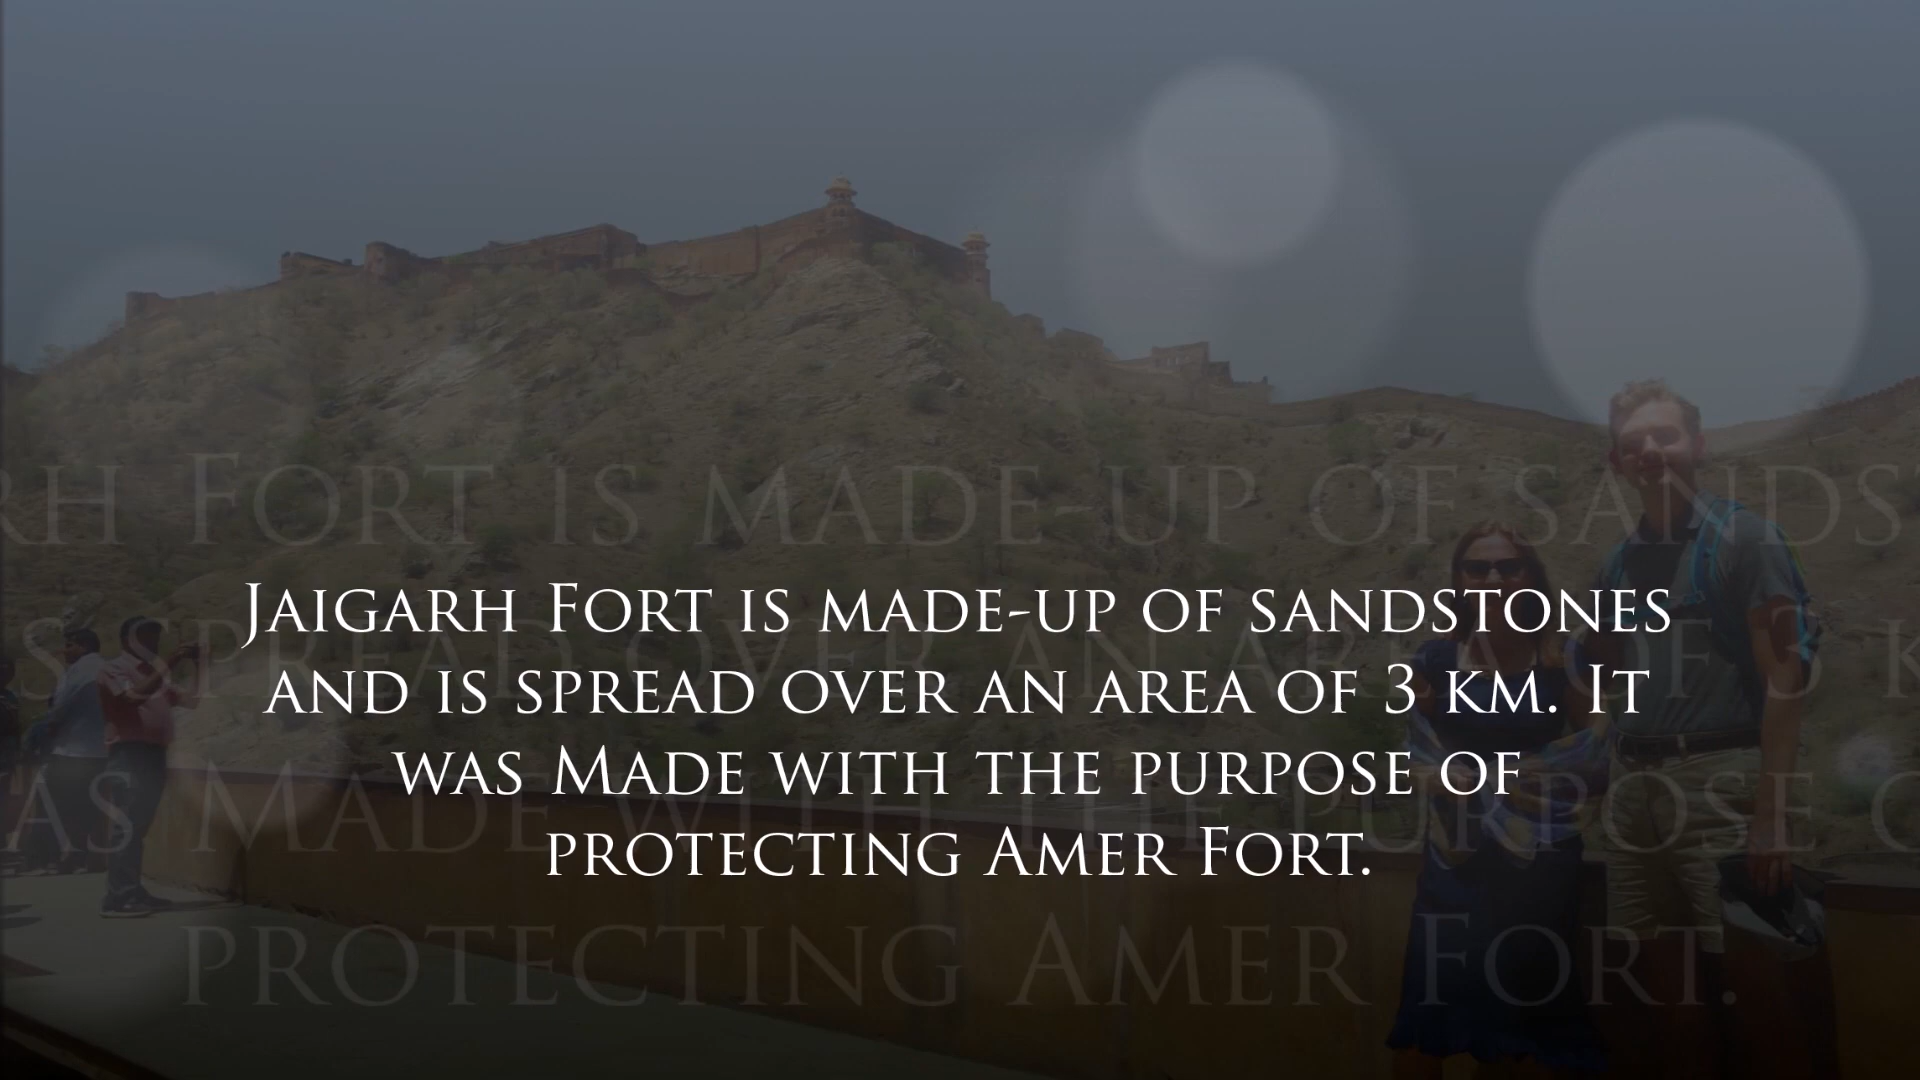 Jaigarh Fort is made-up of sandstones
and is spread over an area of 3 km. It
was Made with the purpose of
protecting Amer Fort.